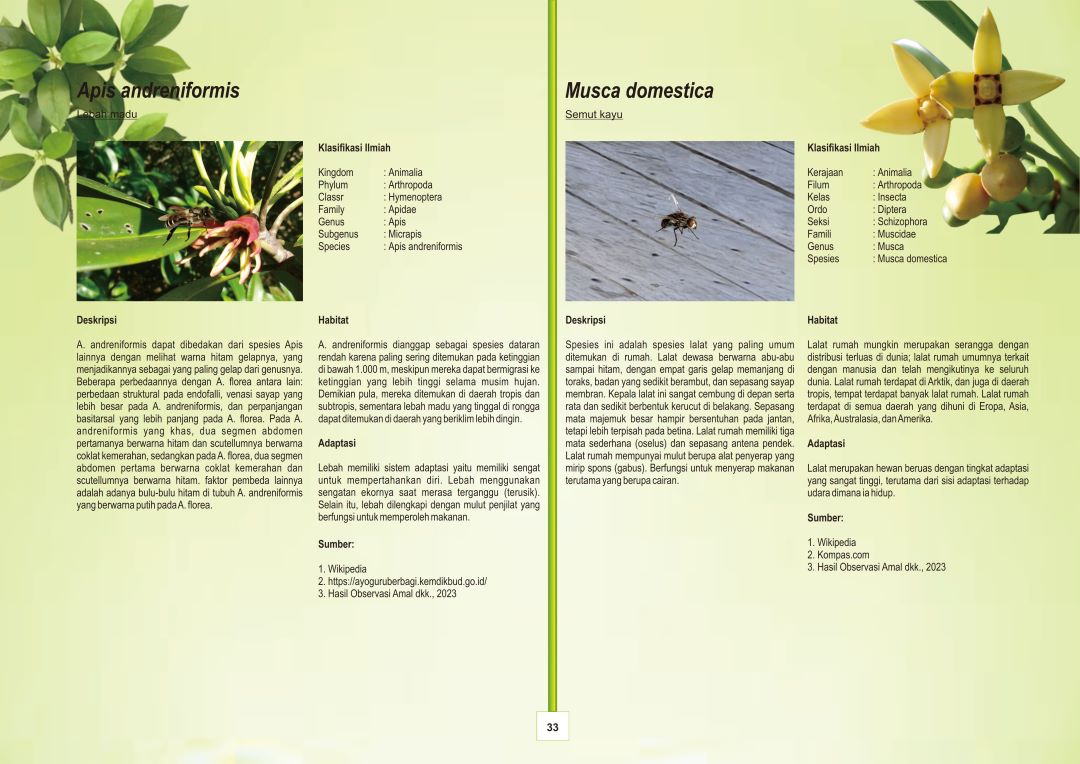 Apis andreniformis
Lebah madu
Klasifikasi Ilmiah
Kingdom : Animalia
Phylum : Arthropoda
Classr : Hymenoptera
Family : Apidae
Genus : Apis
Subgenus : Micrapis
Species : Apis andreniformis
Deskripsi
A. andreniformis dapat dibedakan dari spesies Apis
lainnya dengan melihat warna hitam gelapnya, yang
menjadikannya sebagai yang paling gelap dari genusnya.
Beberapa perbedaannya dengan A. florea antara lain:
perbedaan struktural pada endofalli, venasi sayap yang
lebih besar pada A. andreniformis, dan perpanjangan
basitarsal yang lebih panjang pada A. florea. Pada A.
andreniformis yang khas, dua segmen abdomen
pertamanya berwarna hitam dan scutellumnya berwarna
coklat kemerahan, sedangkan pada A. florea, dua segmen
abdomen pertama berwarna coklat kemerahan dan
scutellumnya berwarna hitam. faktor pembeda lainnya
adalah adanya bulu-bulu hitam di tubuh A. andreniformis
yang berwarna putih pada A. florea.
Habitat
A. andreniformis dianggap sebagai spesies dataran
rendah karena paling sering ditemukan pada ketinggian
di bawah 1.000 m, meskipun mereka dapat bermigrasi ke
ketinggian yang lebih tinggi selama musim hujan.
Demikian pula, mereka ditemukan di daerah tropis dan
subtropis, sementara lebah madu yang tinggal di rongga
dapat ditemukan di daerah yang beriklim lebih dingin.
Adaptasi
Lebah memiliki sistem adaptasi yaitu memiliki sengat
untuk mempertahankan diri. Lebah menggunakan
sengatan ekornya saat merasa terganggu (terusik).
Selain itu, lebah dilengkapi dengan mulut penjilat yang
berfungsi untuk memperoleh makanan.
Sumber:
1. Wikipedia
2. https://ayoguruberbagi.kemdikbud.go.id/
3. Hasil Observasi Amal dkk., 2023
Musca domestica
Semut kayu
Klasifikasi Ilmiah
Kerajaan : Animalia
Filum : Arthropoda
Kelas : Insecta
Ordo : Diptera
Seksi : Schizophora
Famili : Muscidae
Genus : Musca
Spesies : Musca domestica
Deskripsi
Spesies ini adalah spesies lalat yang paling umum
ditemukan di rumah. Lalat dewasa berwarna abu-abu
sampai hitam, dengan empat garis gelap memanjang di
toraks, badan yang sedikit berambut, dan sepasang sayap
membran. Kepala lalat ini sangat cembung di depan serta
rata dan sedikit berbentuk kerucut di belakang. Sepasang
mata majemuk besar hampir bersentuhan pada jantan,
tetapi lebih terpisah pada betina. Lalat rumah memiliki tiga
mata sederhana (oselus) dan sepasang antena pendek.
Lalat rumah mempunyai mulut berupa alat penyerap yang
mirip spons (gabus). Berfungsi untuk menyerap makanan
terutama yang berupa cairan.
Habitat
Lalat rumah mungkin merupakan serangga dengan
distribusi terluas di dunia; lalat rumah umumnya terkait
dengan manusia dan telah mengikutinya ke seluruh
dunia. Lalat rumah terdapat di Arktik, dan juga di daerah
tropis, tempat terdapat banyak lalat rumah. Lalat rumah
terdapat di semua daerah yang dihuni di Eropa, Asia,
Afrika, Australasia, dan Amerika.
Adaptasi
Lalat merupakan hewan beruas dengan tingkat adaptasi
yang sangat tinggi, terutama dari sisi adaptasi terhadap
udara dimana ia hidup.
Sumber:
1. Wikipedia
2. Kompas.com
3. Hasil Observasi Amal dkk., 2023
33